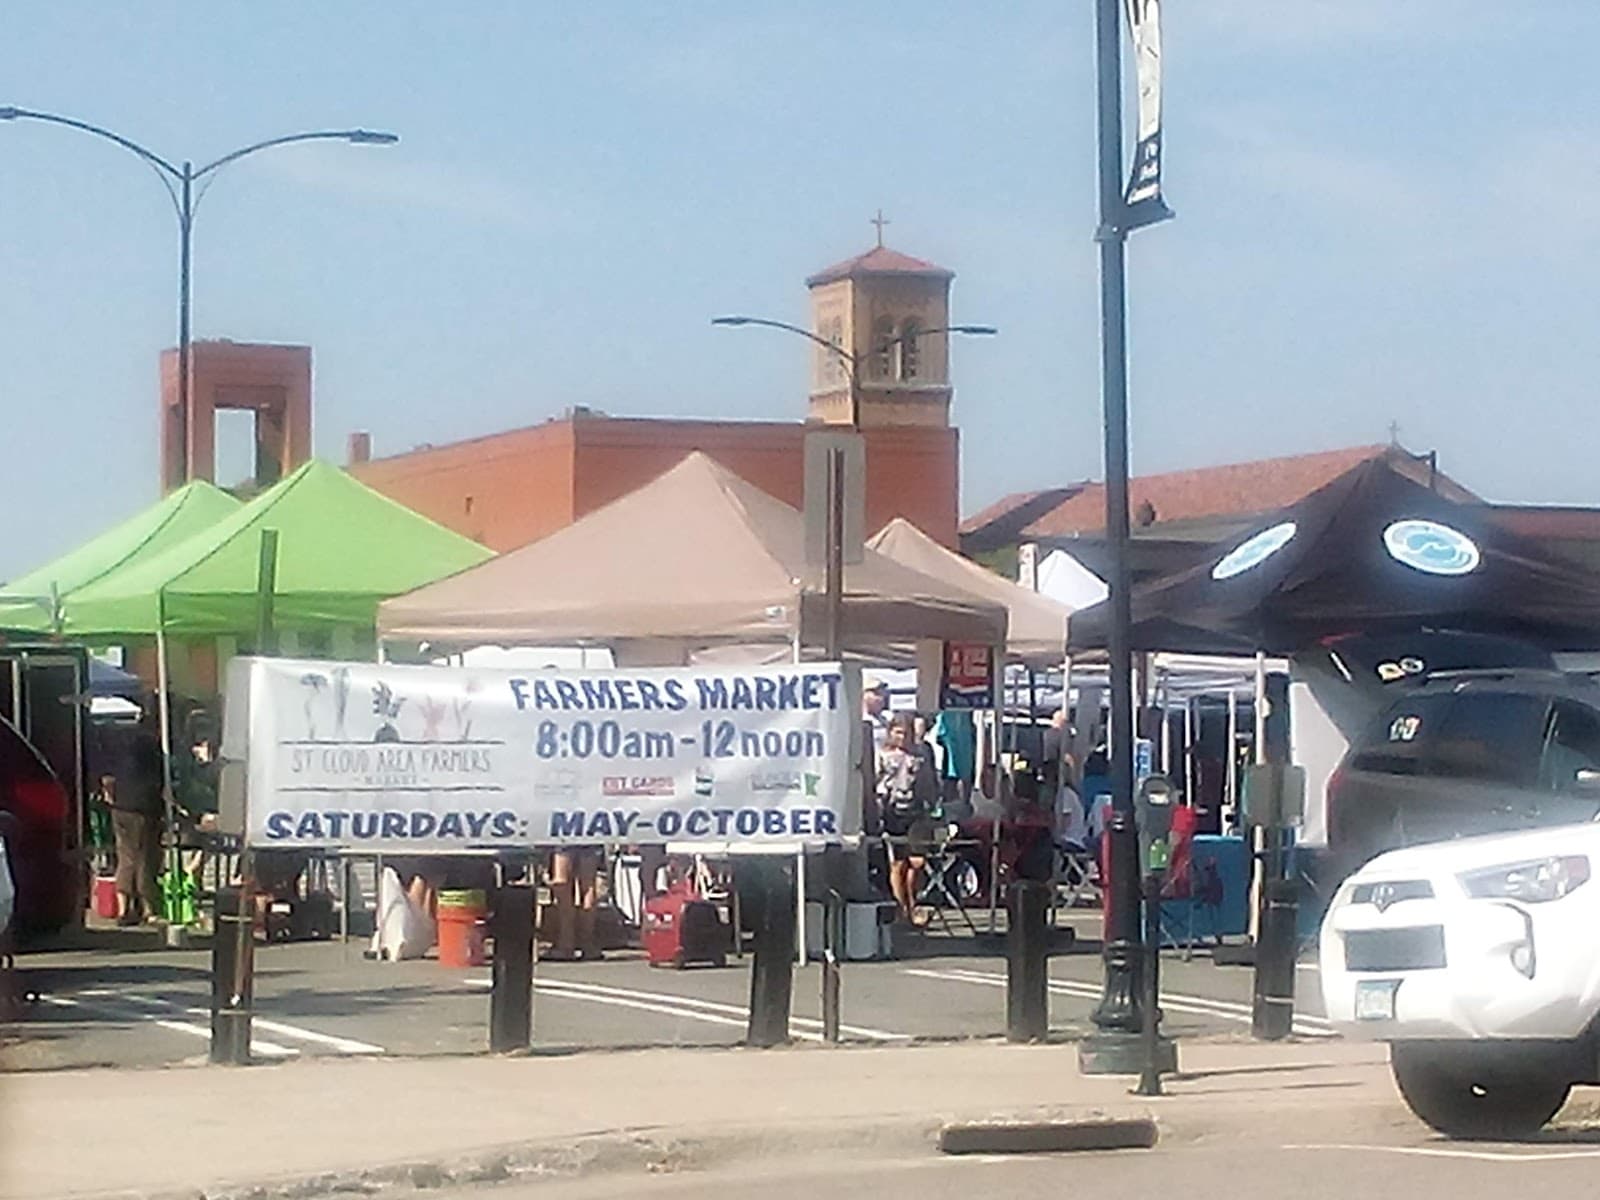 ST CLOUD AREA FARMERS
MARKET
FARMERS MARKET
8:00am-12noon
SATURDAYS: MAY-OCTOBER